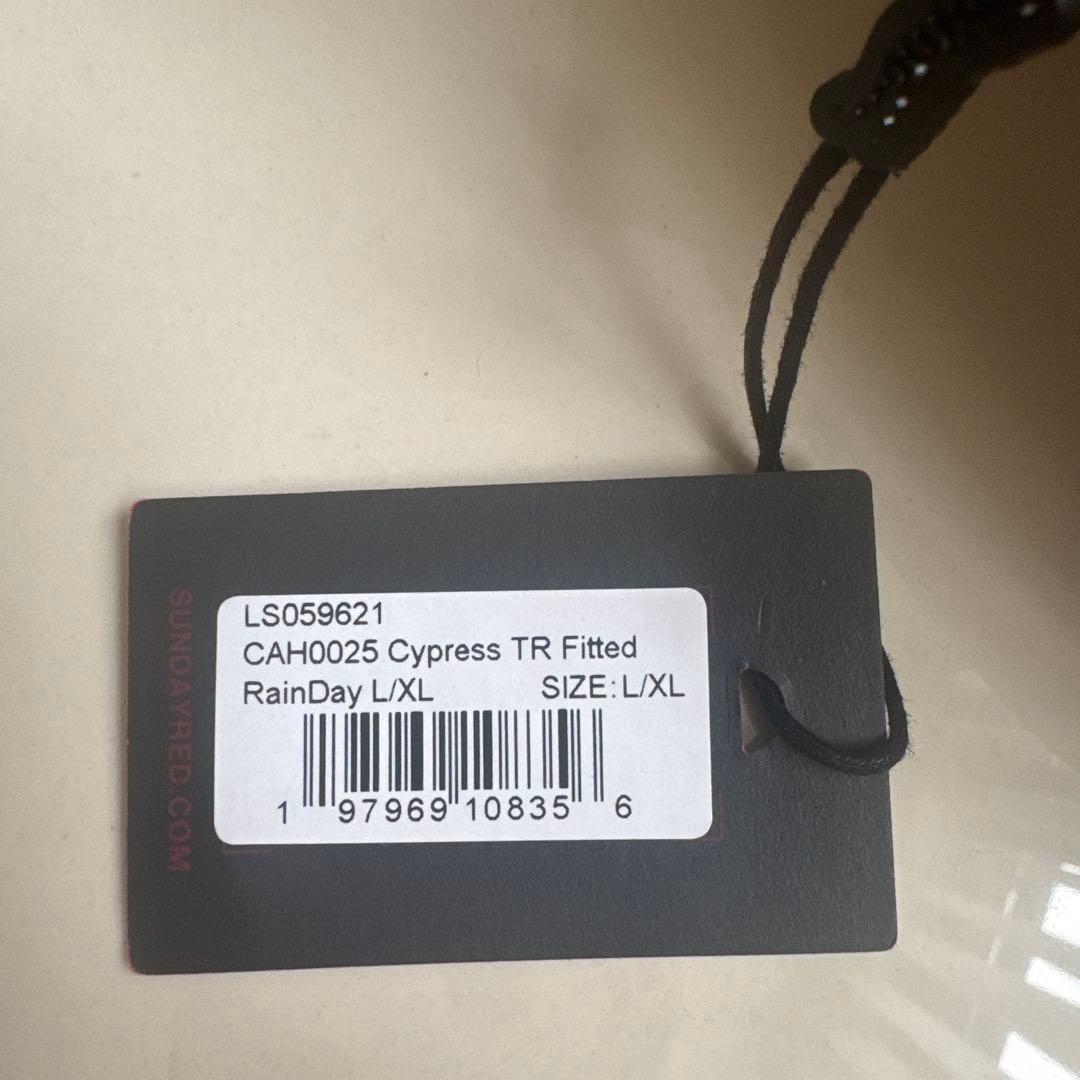 LS059621
CAH0025 Cypress TR Fitted
RainDay L/XL SIZE: L/XL
1 97969 10835 6
SUNDAYRED.COM